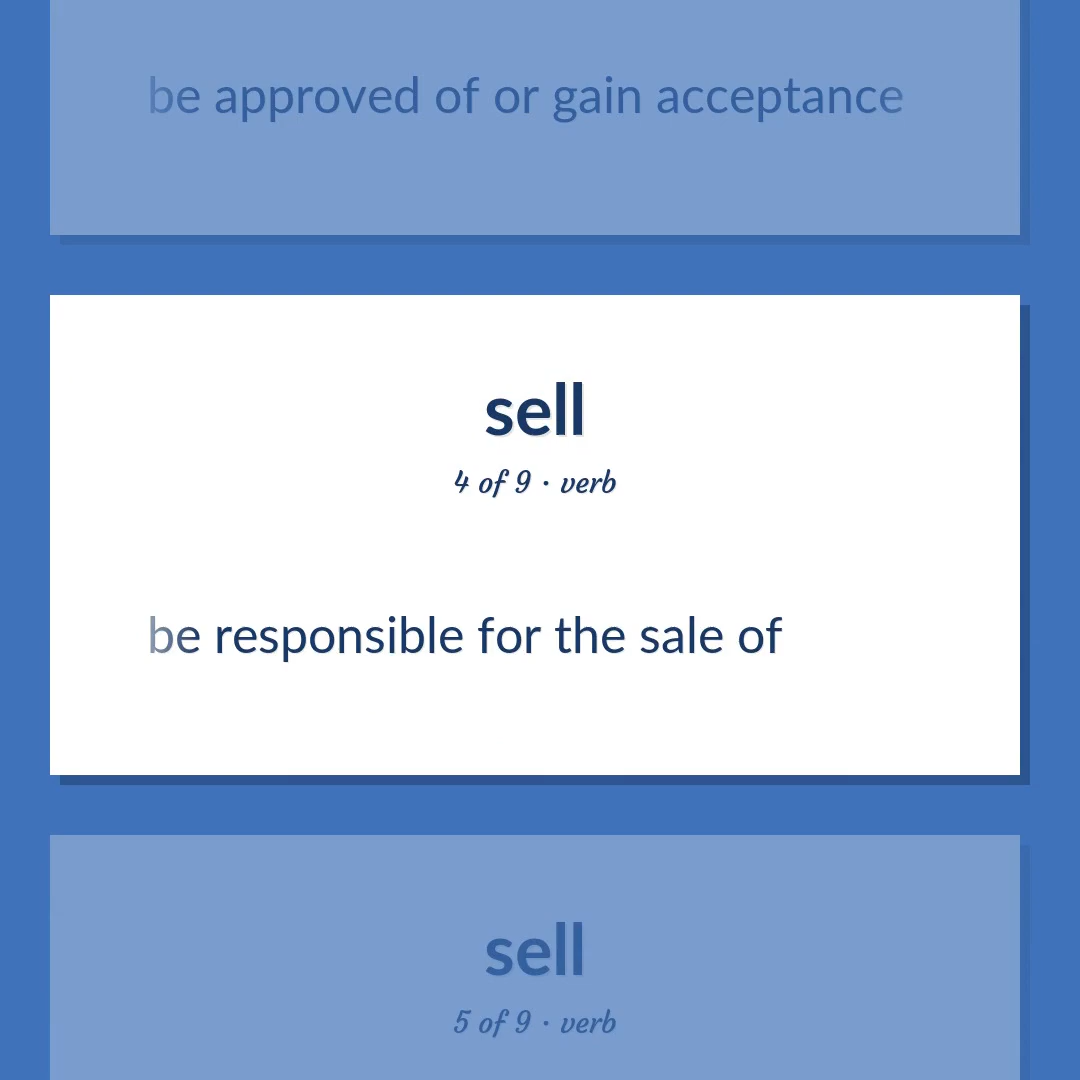 be approved of or gain acceptance
sell
4 of 9 · verb
be responsible for the sale of
sell
5 of 9 · verb